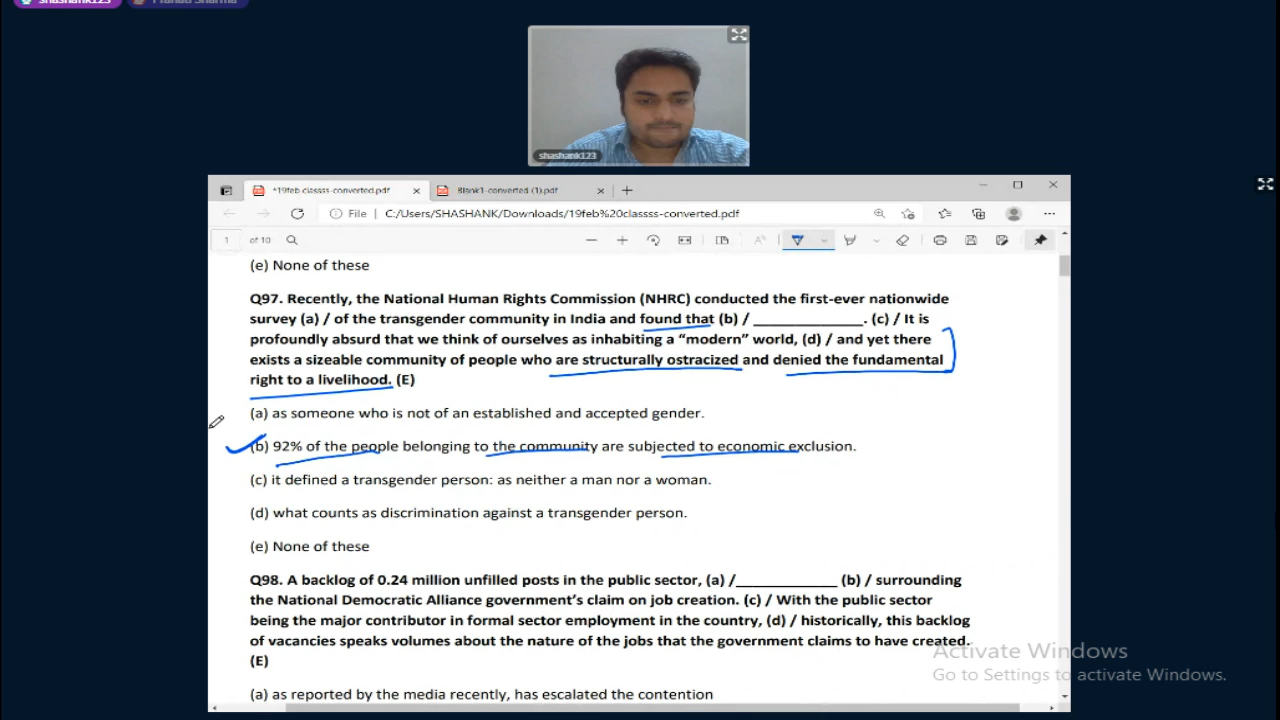 shashank123
Pranati Sharma
shashank123
*19feb classss-converted.pdf
Blank1-converted (1).pdf
File
C:/Users/SHASHANK/Downloads/19feb%20classss-converted.pdf
1 of 10
(e) None of these
Q97. Recently, the National Human Rights Commission (NHRC) conducted the first-ever nationwide
survey (a) / of the transgender community in India and found that (b) / ______________. (c) / It is
profoundly absurd that we think of ourselves as inhabiting a “modern” world, (d) / and yet there
exists a sizeable community of people who are structurally ostracized and denied the fundamental
right to a livelihood. (E)
(a) as someone who is not of an established and accepted gender.
(b) 92% of the people belonging to the community are subjected to economic exclusion.
(c) it defined a transgender person: as neither a man nor a woman.
(d) what counts as discrimination against a transgender person.
(e) None of these
Q98. A backlog of 0.24 million unfilled posts in the public sector, (a) /_____________ (b) / surrounding
the National Democratic Alliance government’s claim on job creation. (c) / With the public sector
being the major contributor in formal sector employment in the country, (d) / historically, this backlog
of vacancies speaks volumes about the nature of the jobs that the government claims to have created.
(E)
(a) as reported by the media recently, has escalated the contention
Activate Windows
Go to Settings to activate Windows.